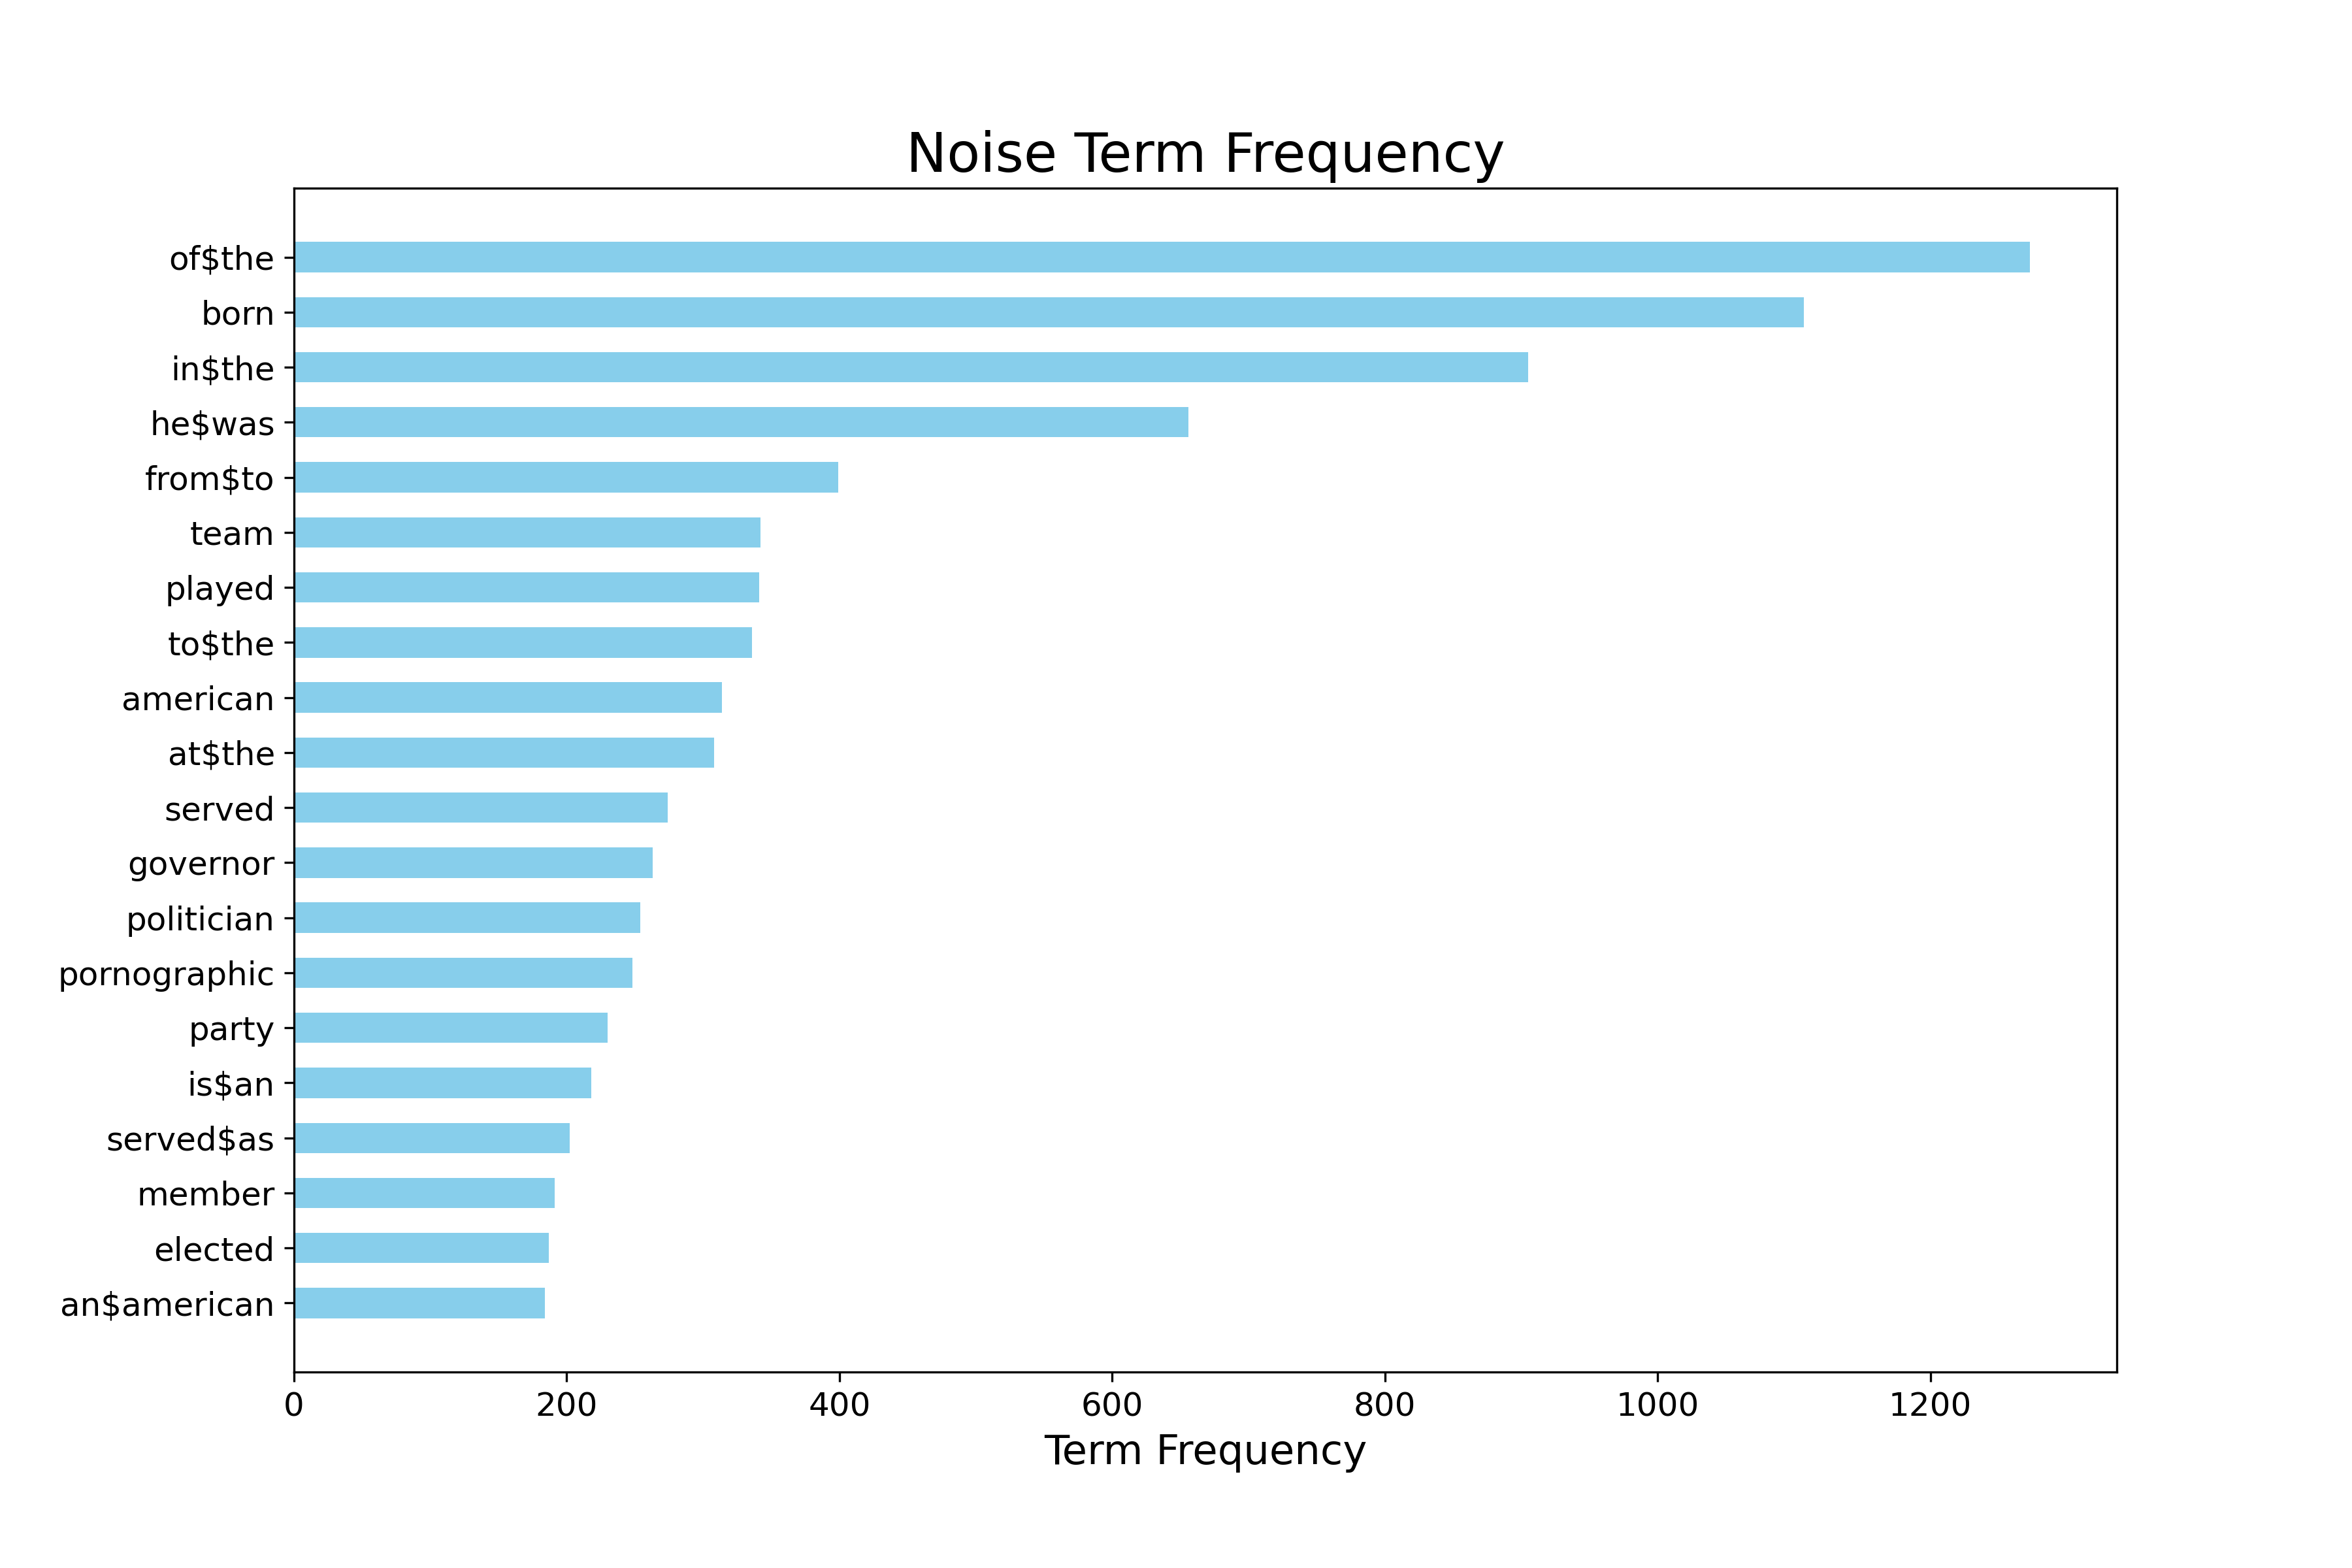 Noise Term Frequency
of$the
born
in$the
he$was
from$to
team
played
to$the
american
at$the
served
governor
politician
pornographic
party
is$an
served$as
member
elected
an$american
0 200 400 600 800 1000 1200
Term Frequency